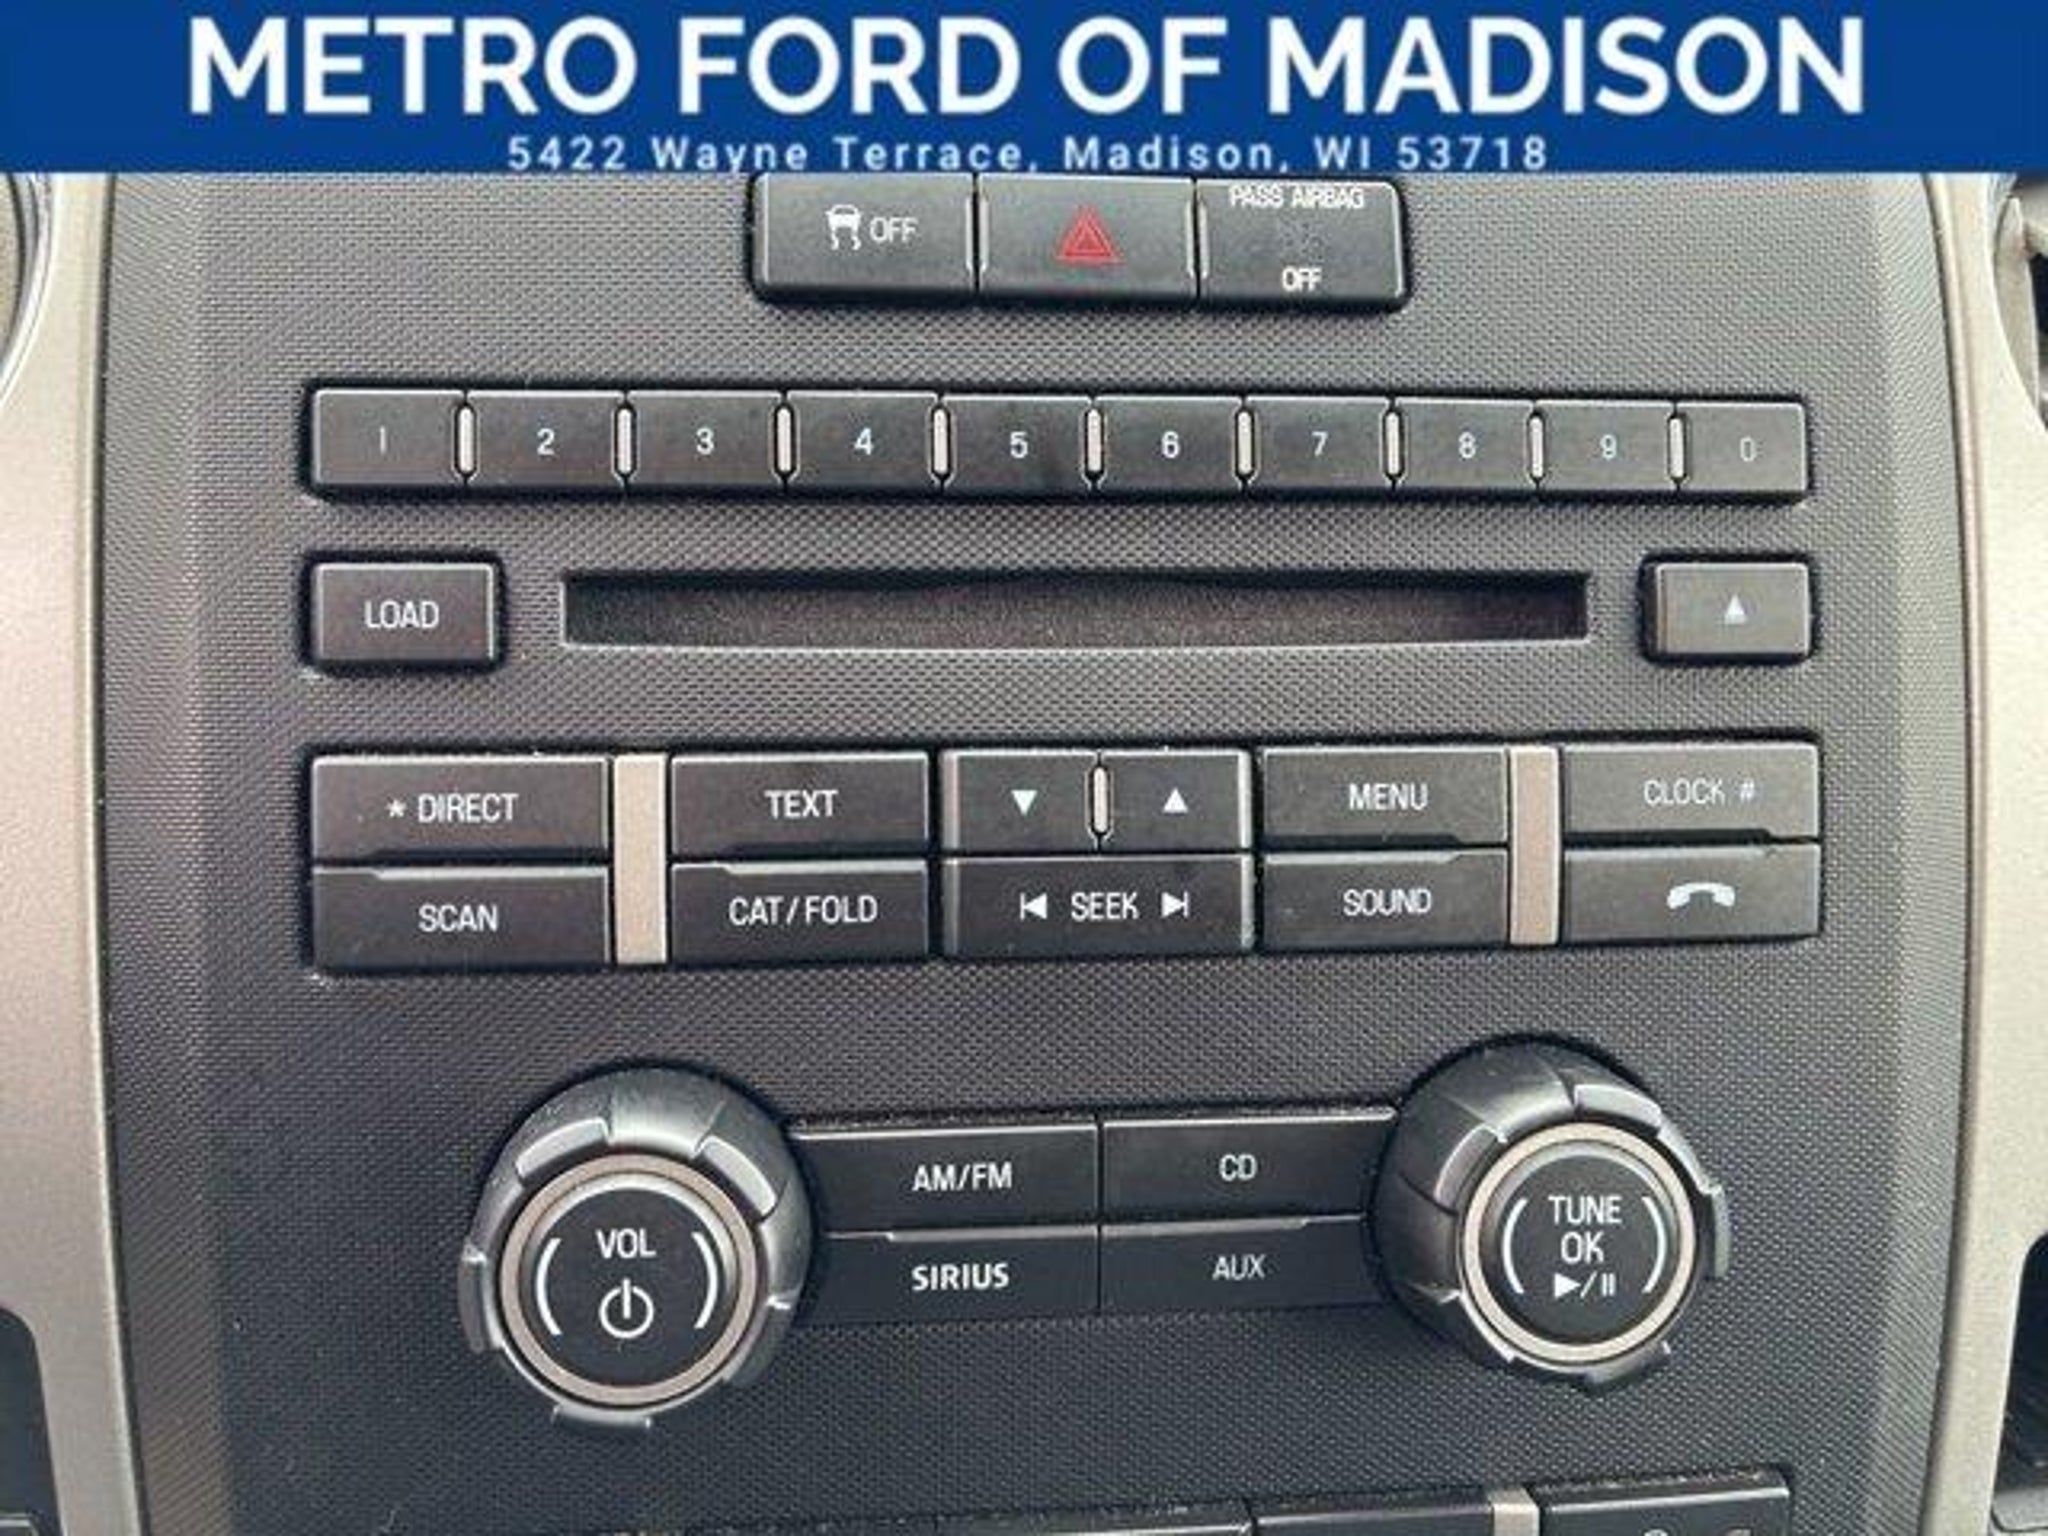 METRO FORD OF MADISON
5422 Wayne Terrace, Madison, WI 53718
OFF
PASS AIRBAG
OFF
1 2 3 4 5 6 7 8 9 0
LOAD
* DIRECT TEXT MENU CLOCK #
SCAN CAT/FOLD SEEK SOUND
AM/FM CD
VOL SIRIUS AUX TUNE
OK